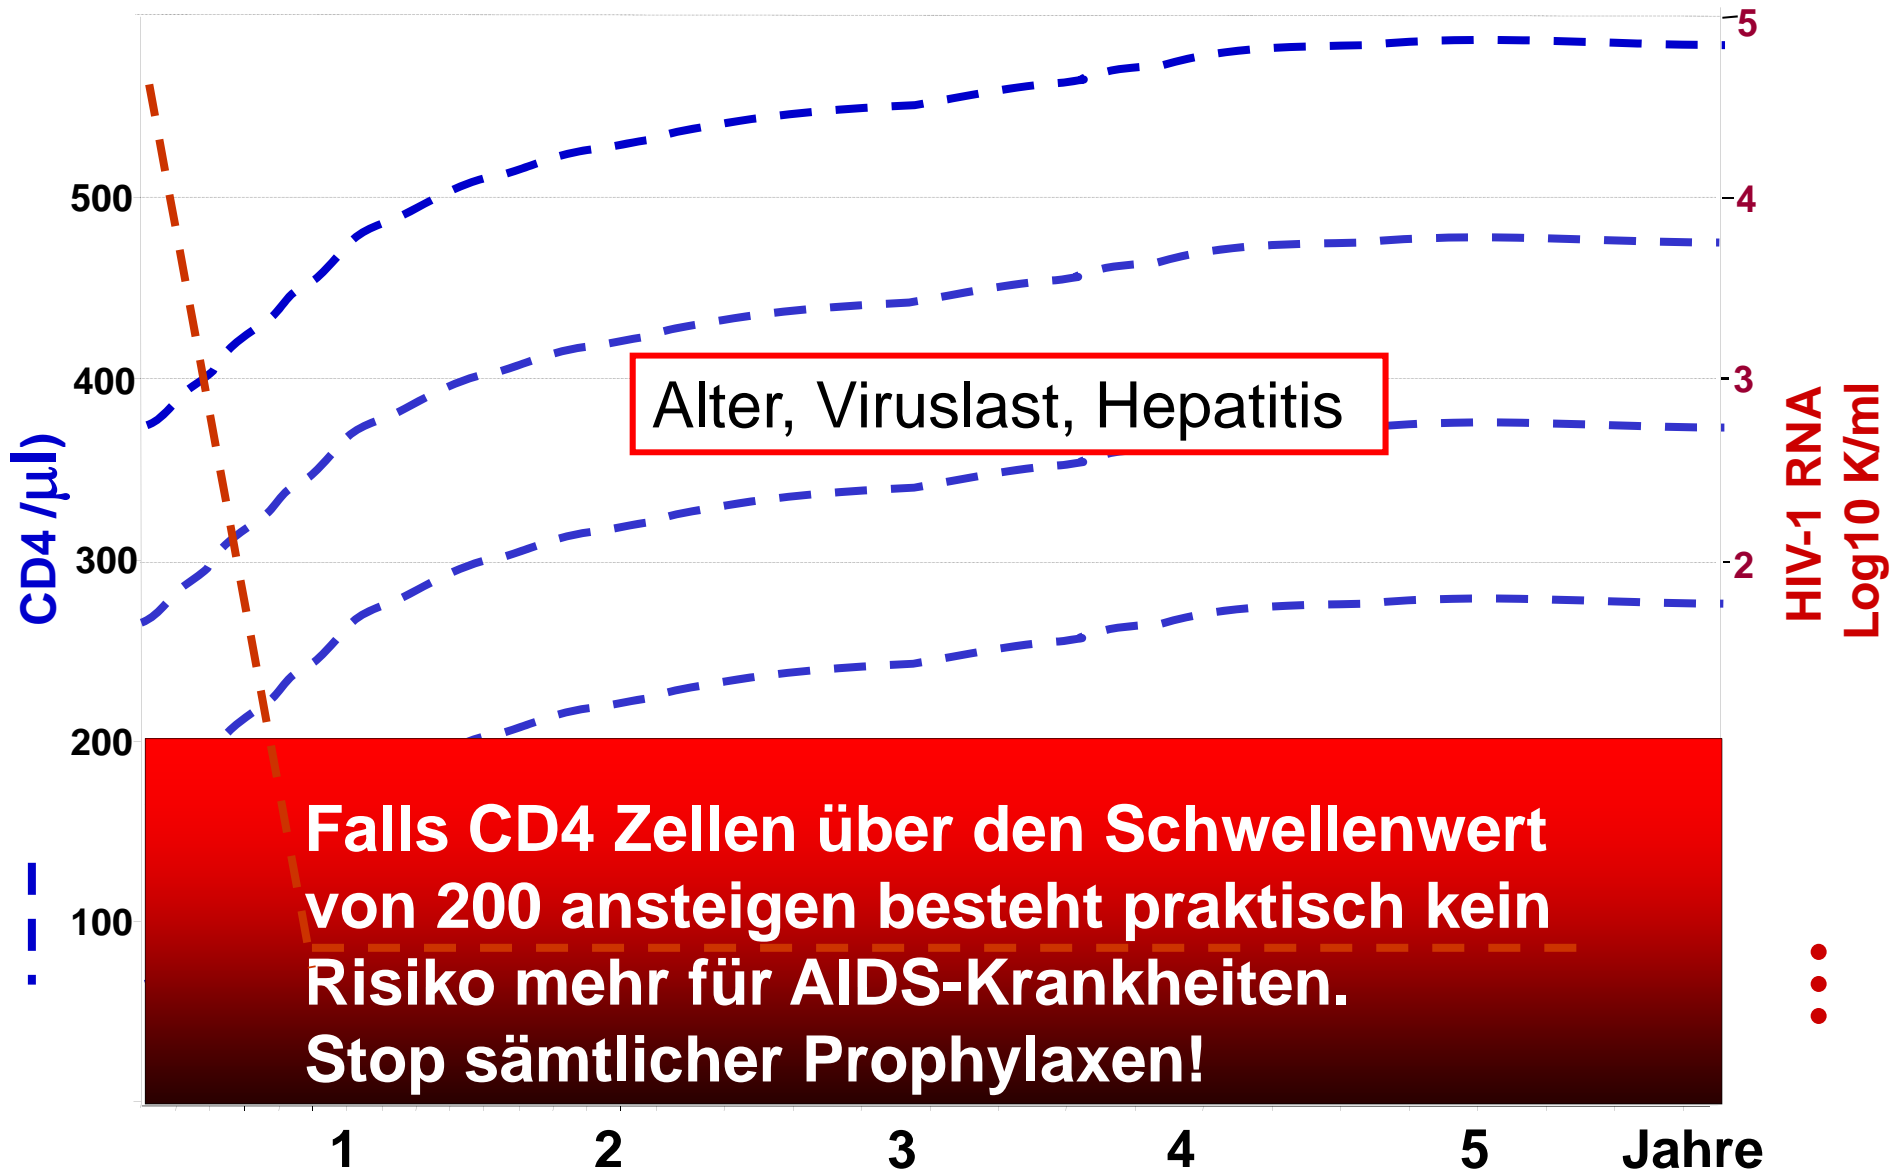 5
500
4
400
3
Alter, Viruslast, Hepatitis
CD4 /μl)
HIV-1 RNA
Log10 K/ml
300
2
200
Falls CD4 Zellen über den Schwellenwert
von 200 ansteigen besteht praktisch kein
100
Risiko mehr für AIDS-Krankheiten.
Stop sämtlicher Prophylaxen!
1 2 3 4 5 Jahre